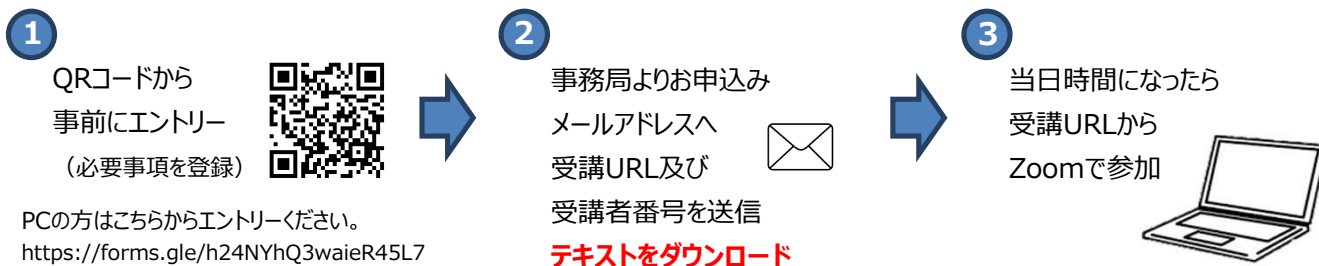 1
QRコードから
事前にエントリー
（必要事項を登録）
PCの方はこちらからエントリーください。
https://forms.gle/h24NYhQ3waieR45L7
2
事務局よりお申込み
メールアドレスへ
受講URL及び
受講者番号を送信
テキストをダウンロード
3
当日時間になったら
受講URLから
Zoomで参加